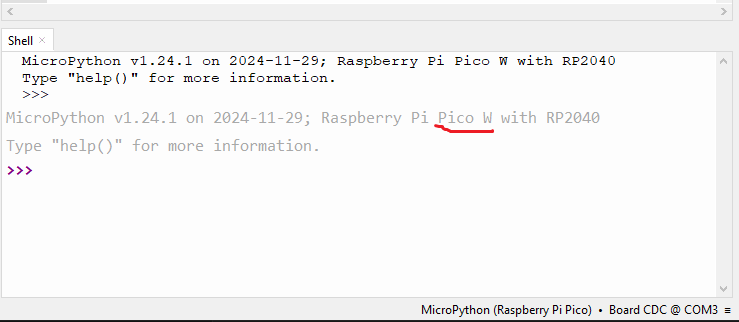 Shell ×
MicroPython v1.24.1 on 2024-11-29; Raspberry Pi Pico W with RP2040
Type "help()" for more information.
>>>
MicroPython v1.24.1 on 2024-11-29; Raspberry Pi Pico W with RP2040
Type "help()" for more information.
>>>
MicroPython (Raspberry Pi Pico) • Board CDC @ COM3 ≡